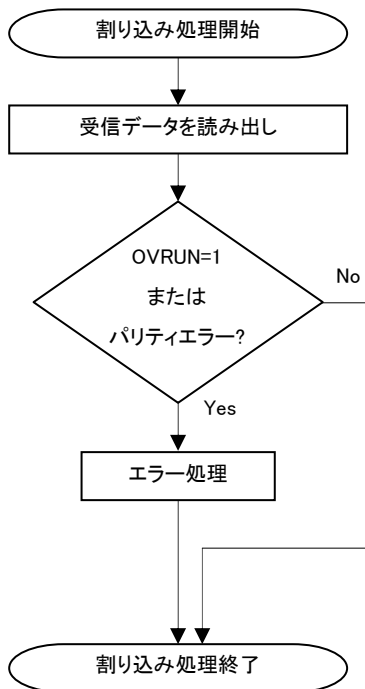 割り込み処理開始
受信データを読み出し
OVRUN=1
または
パリティエラー?
No
Yes
エラー処理
割り込み処理終了